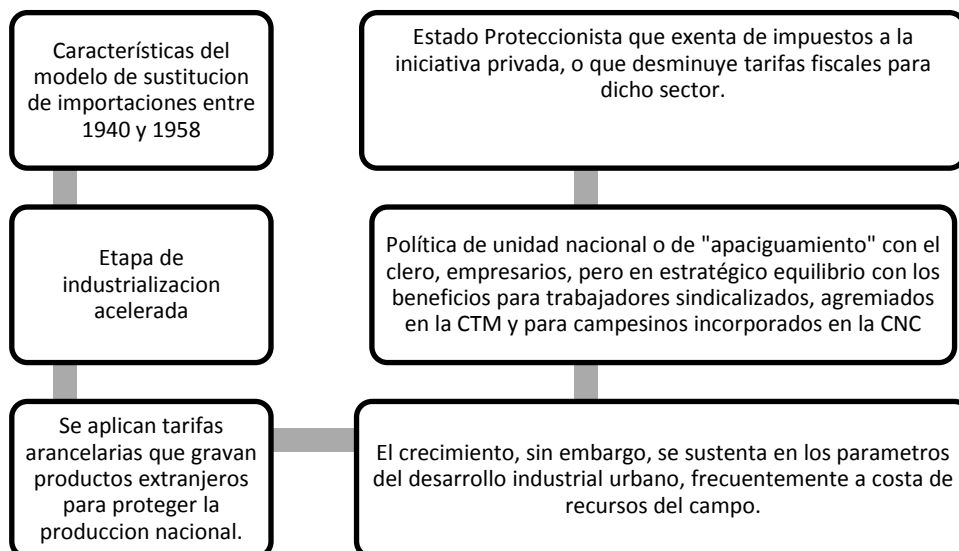 Características del
modelo de sustitucion
de importaciones entre
1940 y 1958
Etapa de
industrializacion
acelerada
Se aplican tarifas
arancelarias que gravan
productos extranjeros
para proteger la
produccion nacional.
El crecimiento, sin embargo, se sustenta en los parametros
del desarrollo industrial urbano, frecuentemente a costa de
recursos del campo.
Política de unidad nacional o de "apaciguamiento" con el
clero, empresarios, pero en estratégico equilibrio con los
beneficios para trabajadores sindicalizados, agremiados
en la CTM y para campesinos incorporados en la CNC
Estado Proteccionista que exenta de impuestos a la
iniciativa privada, o que desminuye tarifas fiscales para
dicho sector.